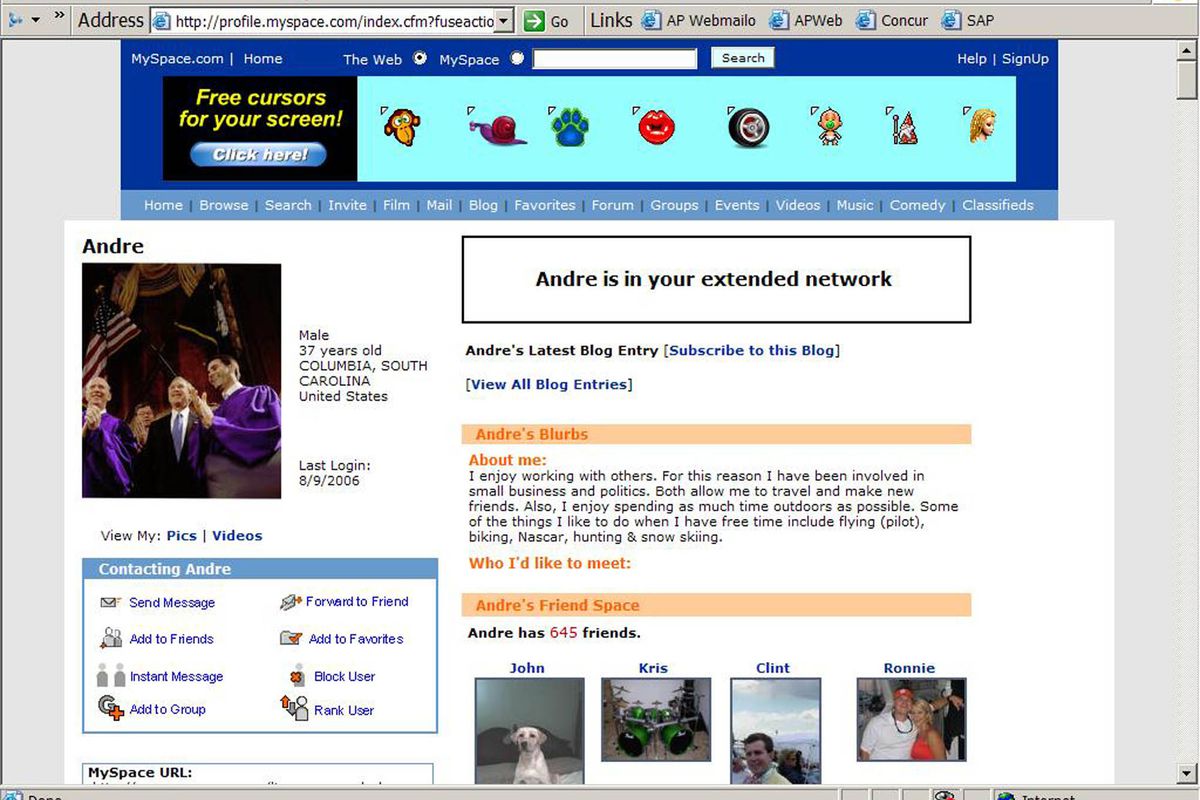 » Address http://profile.myspace.com/index.cfm?fuseactio Go Links AP Webmailo APWeb Concur SAP
MySpace.com | Home The Web MySpace Search Help | SignUp
Free cursors
for your screen!
Click here!
Home | Browse | Search | Invite | Film | Mail | Blog | Favorites | Forum | Groups | Events | Videos | Music | Comedy | Classifieds
Andre
Male
37 years old
COLUMBIA, SOUTH
CAROLINA
United States
Last Login:
8/9/2006
View My: Pics | Videos
Contacting Andre
Send Message Forward to Friend
Add to Friends Add to Favorites
Instant Message Block User
Add to Group Rank User
MySpace URL:
Andre is in your extended network
Andre's Latest Blog Entry [Subscribe to this Blog]
[View All Blog Entries]
Andre's Blurbs
About me:
I enjoy working with others. For this reason I have been involved in
small business and politics. Both allow me to travel and make new
friends. Also, I enjoy spending as much time outdoors as possible. Some
of the things I like to do when I have free time include flying (pilot),
biking, Nascar, hunting & snow skiing.
Who I'd like to meet:
Andre's Friend Space
Andre has 645 friends.
John Kris Clint Ronnie
Done Internet